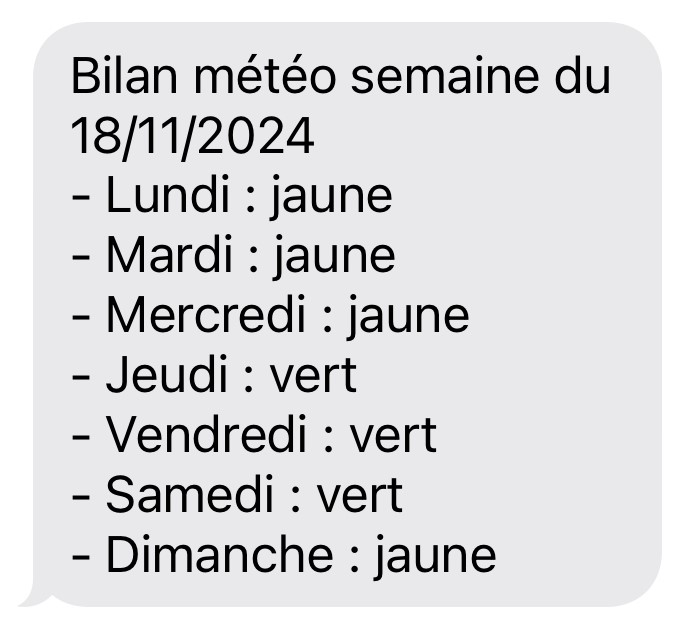 Bilan météo semaine du
18/11/2024
- Lundi : jaune
- Mardi : jaune
- Mercredi : jaune
- Jeudi : vert
- Vendredi : vert
- Samedi : vert
- Dimanche : jaune